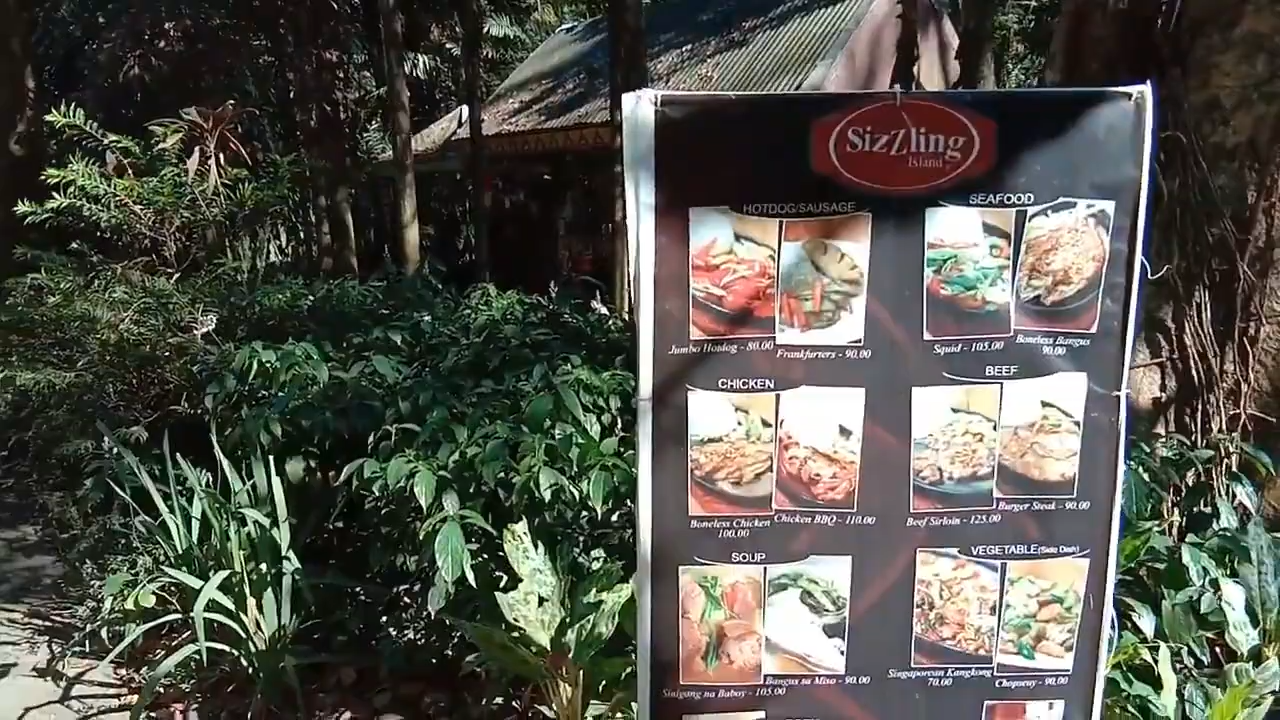 SizZling
Island
HOTDOG/SAUSAGE
Jumbo Hotdog - 80.00
Frankfurters - 90.00
SEAFOOD
Squid - 105.00
Boneless Bangus
90.00
CHICKEN
Boneless Chicken
100.00
Chicken BBQ - 110.00
BEEF
Beef Sirloin - 125.00
Burger Steak - 90.00
SOUP
Sinigang na Baboy - 105.00
Bangus sa Miso - 90.00
VEGETABLE(Side Dish)
Singaporean Kangkong
70.00
Chopsuey - 90.00